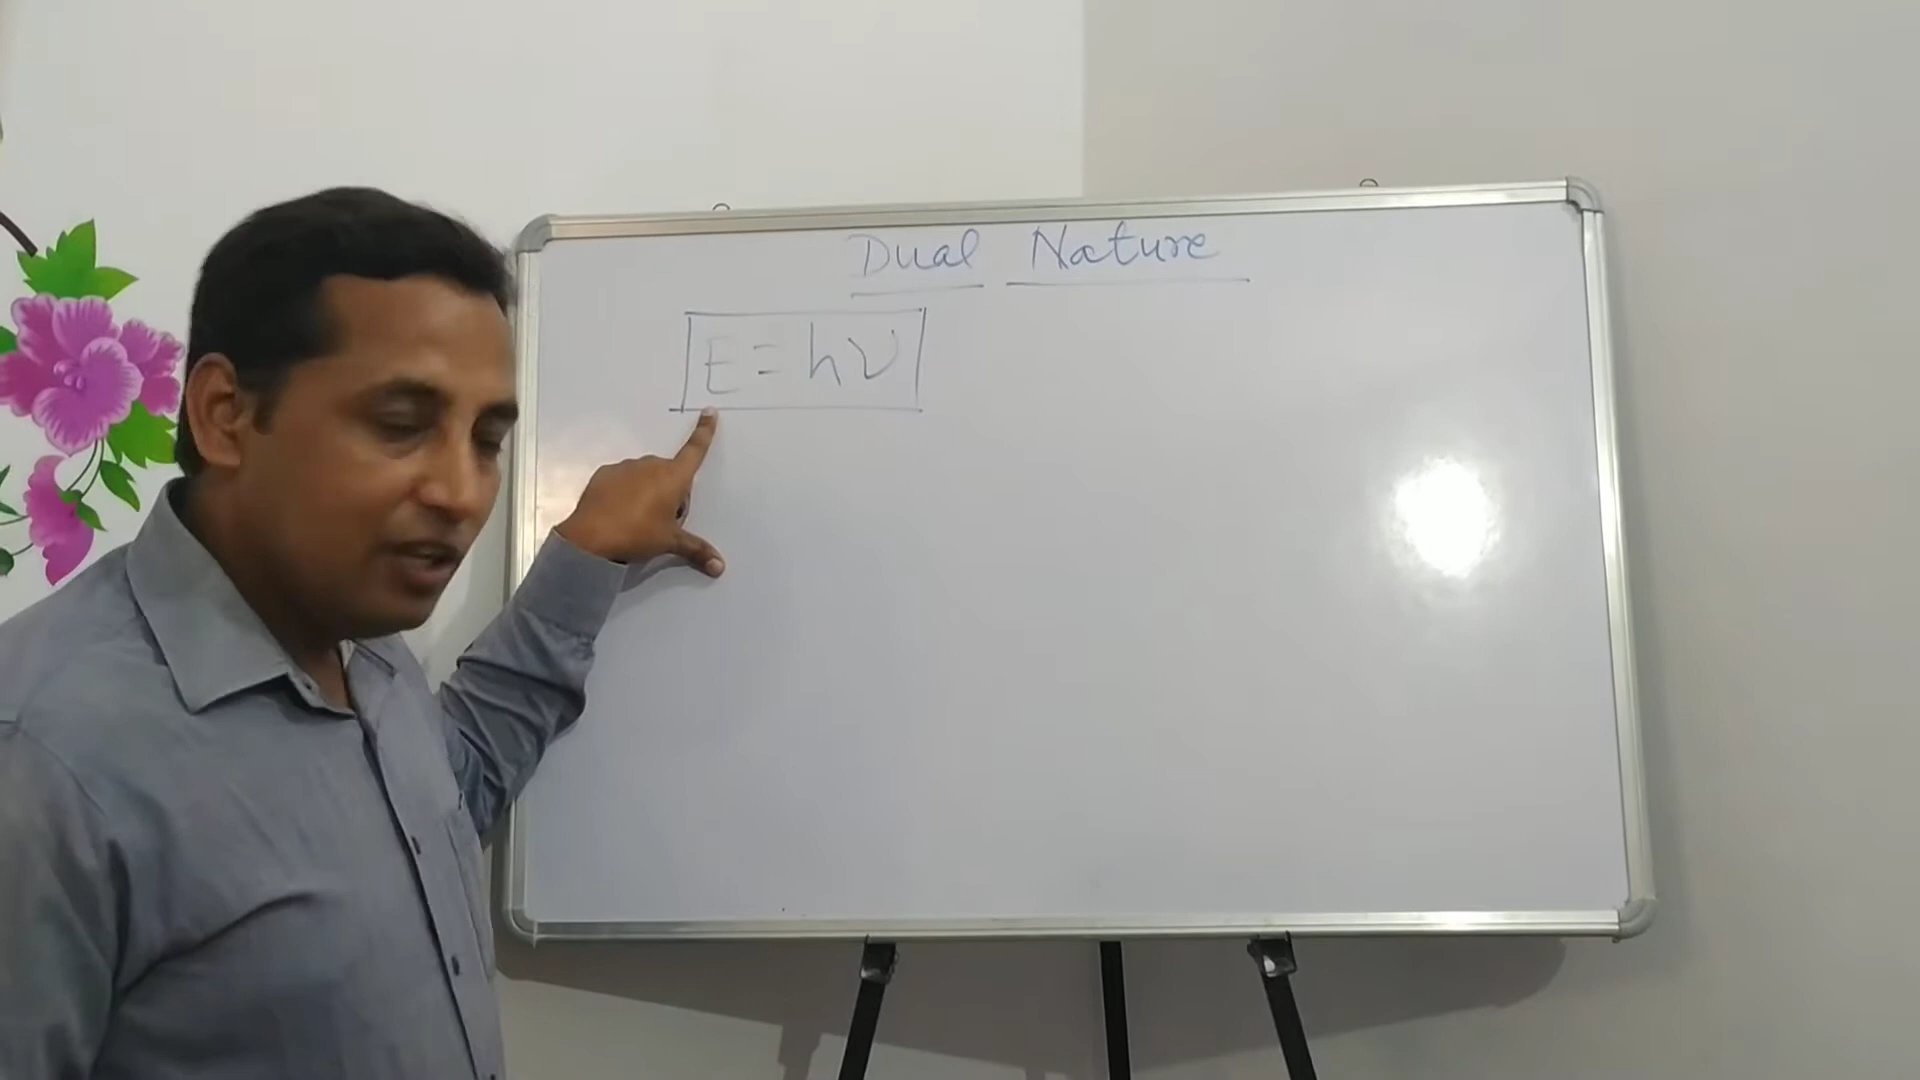 Dual Nature
E = hν